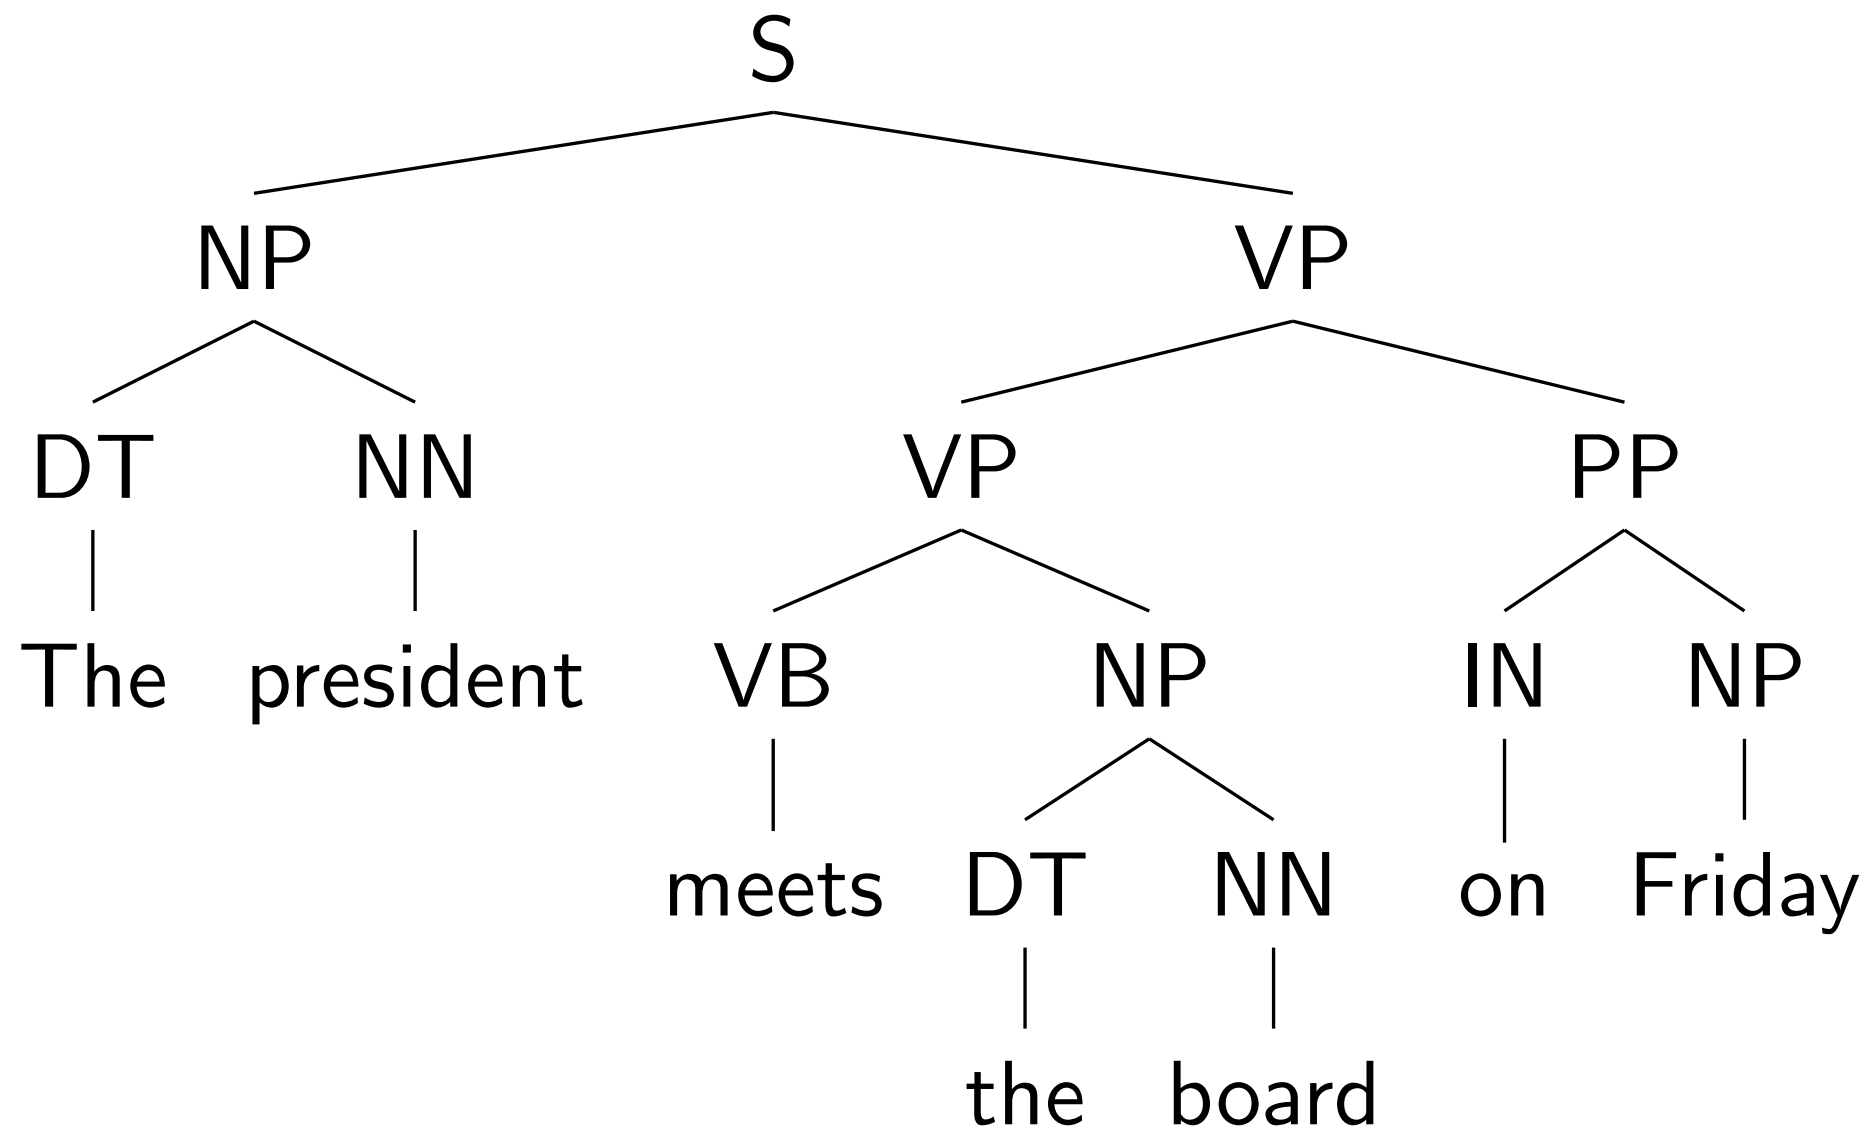 S
NP VP
DT NN VP PP
The president VB NP IN NP
meets DT NN on Friday
the board